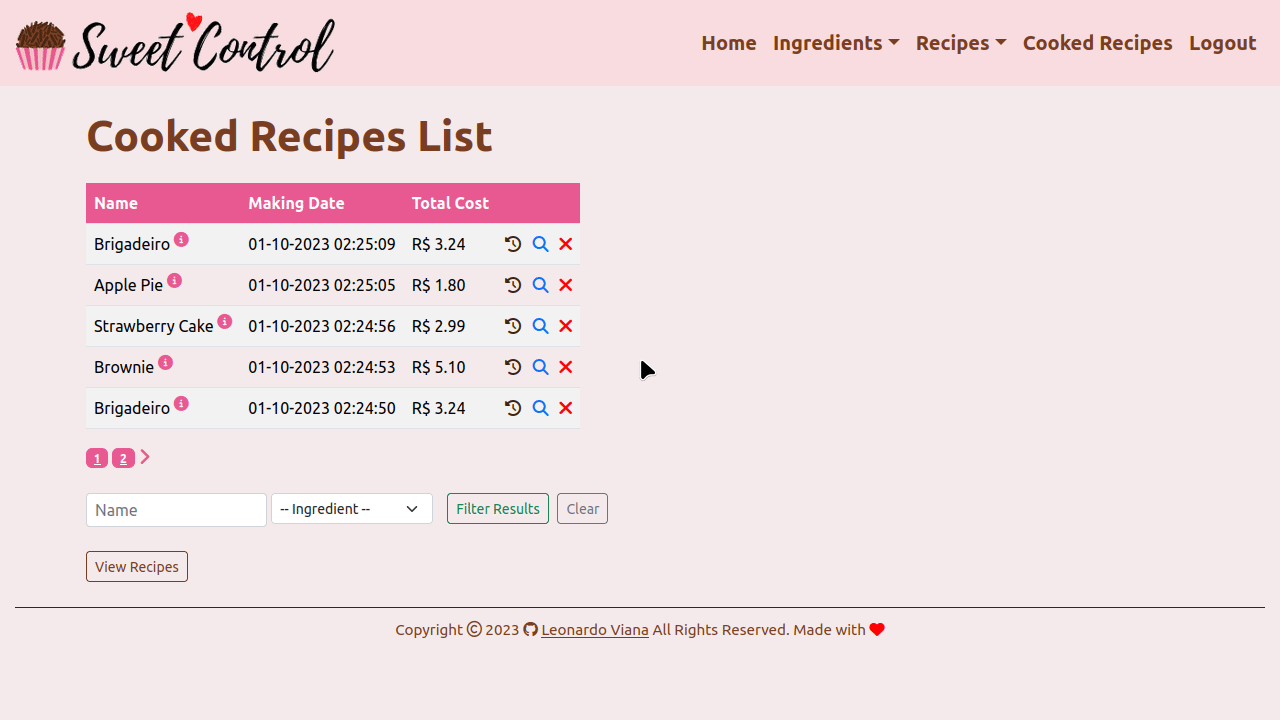 Sweet Control Home Ingredients Recipes Cooked Recipes Logout
Cooked Recipes List
Name Making Date Total Cost
Brigadeiro 01-10-2023 02:25:09 R$ 3.24
Apple Pie 01-10-2023 02:25:05 R$ 1.80
Strawberry Cake 01-10-2023 02:24:56 R$ 2.99
Brownie 01-10-2023 02:24:53 R$ 5.10
Brigadeiro 01-10-2023 02:24:50 R$ 3.24
1 2
Name -- Ingredient -- Filter Results Clear
View Recipes
Copyright © 2023 Leonardo Viana All Rights Reserved. Made with